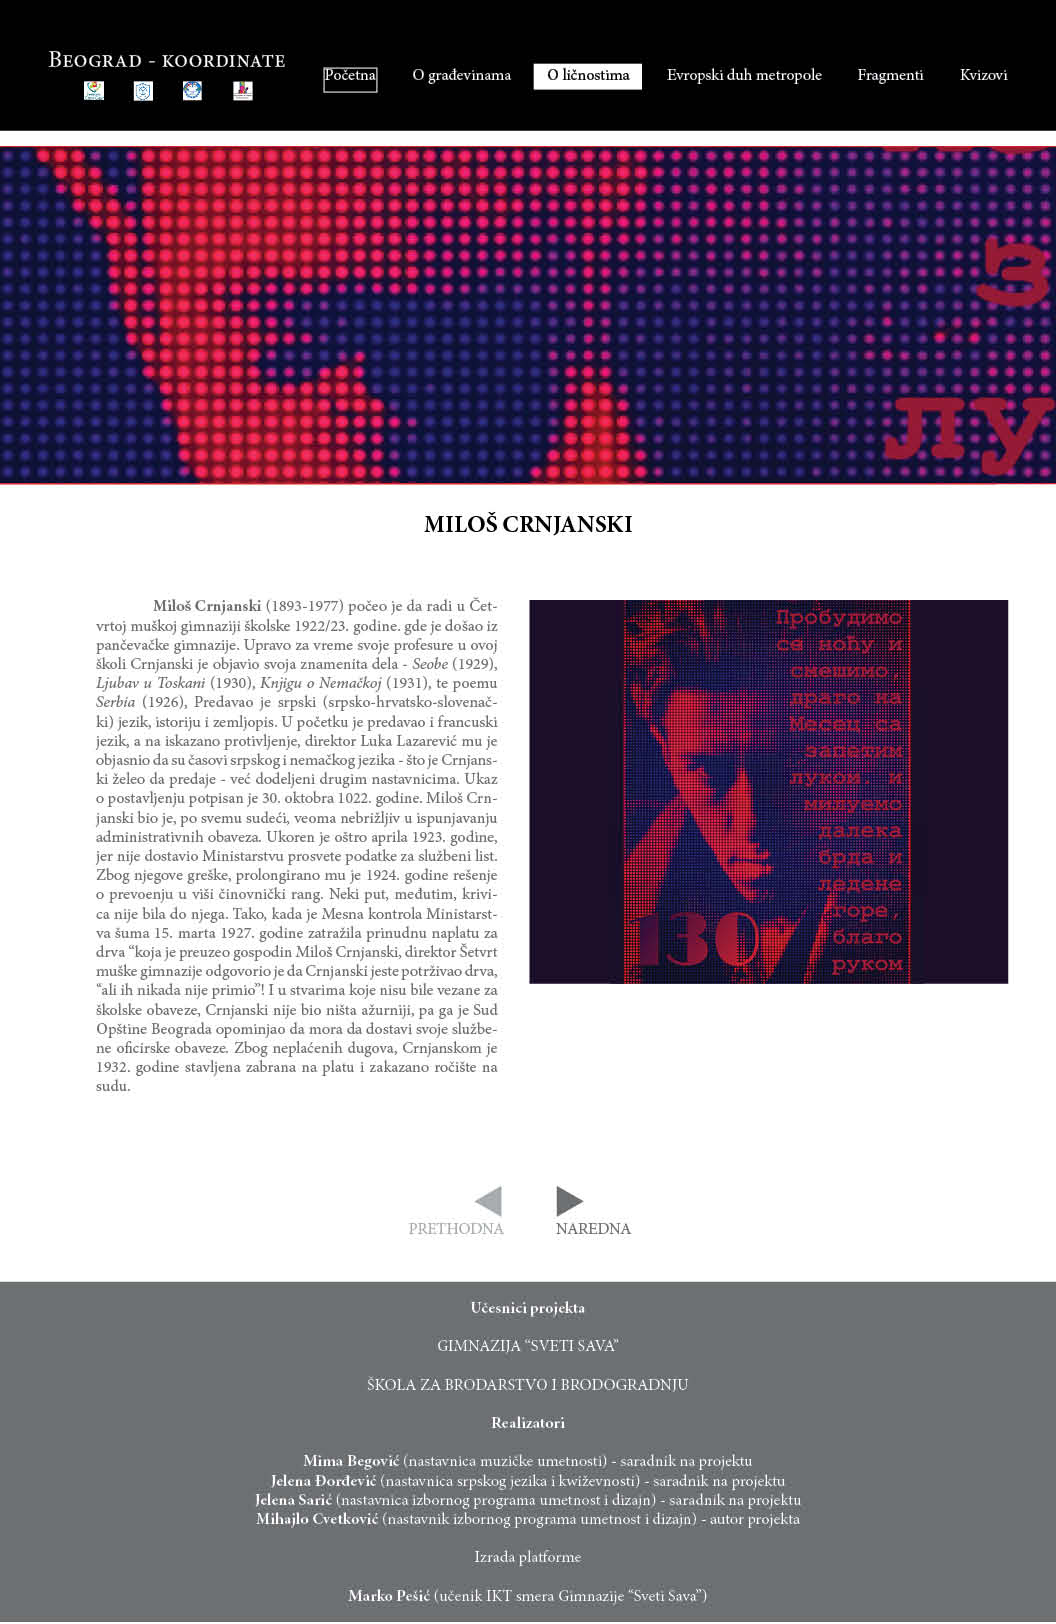 Beograd - koordinate
Početna
O građevinama
O ličnostima
Evropski duh metropole
Fragmenti
Kvizovi
з
лу
MILOŠ CRNJANSKI
Miloš Crnjanski (1893-1977) počeo je da radi u Čet-
vrtoj muškoj gimnaziji školske 1922/23. godine. gde je došao iz
pančevačke gimnazije. Upravo za vreme svoje profesure u ovoj
školi Crnjanski je objavio svoja znamenita dela - Seobe (1929),
Ljubav u Toskani (1930), Knjigu o Nemačkoj (1931), te poemu
Serbia (1926), Predavao je srpski (srpsko-hrvatsko-slovenač-
ki) jezik, istoriju i zemljopis. U početku je predavao i francuski
jezik, a na iskazano protivljenje, direktor Luka Lazarević mu je
objasnio da su časovi srpskog i nemačkog jezika - što je Crnjans-
ki želeo da predaje - već dodeljeni drugim nastavnicima. Ukaz
o postavljenju potpisan je 30. oktobra 1022. godine. Miloš Crn-
janski bio je, po svemu sudeći, veoma nebrižljiv u ispunjavanju
administrativnih obaveza. Ukoren je oštro aprila 1923. godine,
jer nije dostavio Ministarstvu prosvete podatke za službeni list.
Zbog njegove greške, prolongirano mu je 1924. godine rešenje
o prevoenju u viši činovnički rang. Neki put, međutim, krivi-
ca nije bila do njega. Tako, kada je Mesna kontrola Ministarst-
va šuma 15. marta 1927. godine zatražila prinudnu naplatu za
drva “koja je preuzeo gospodin Miloš Crnjanski, direktor Šetvrt
muške gimnazije odgovorio je da Crnjanski jeste potrživao drva,
“ali ih nikada nije primio”! I u stvarima koje nisu bile vezane za
školske obaveze, Crnjanski nije bio ništa ažurniji, pa ga je Sud
Opštine Beograda opominjao da mora da dostavi svoje službe-
ne oficirske obaveze. Zbog neplaćenih dugova, Crnjanskom je
1932. godine stavljena zabrana na platu i zakazano ročište na
sudu.
Пробудимо
се ноћу и
смешимо,
драго на
Месец са
запетим
луком. и
милуемо
далека
брда и
ледене
горе,
благо
руком
130
PRETHODNA
NAREDNA
Učesnici projekta
GIMNAZIJA “SVETI SAVA”
ŠKOLA ZA BRODARSTVO I BRODOGRADNJU
Realizatori
Mima Begović (nastavnica muzičke umetnosti) - saradnik na projektu
Jelena Đorđević (nastavnica srpskog jezika i kwiževnosti) - saradnik na projektu
Jelena Sarić (nastavnica izbornog programa umetnost i dizajn) - saradnik na projektu
Mihajlo Cvetković (nastavnik izbornog programa umetnost i dizajn) - autor projekta
Izrada platforme
Marko Pešić (učenik IKT smera Gimnazije “Sveti Sava”)